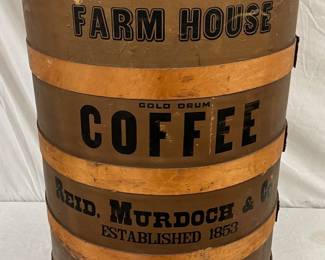 FARM HOUSE
GOLD DRUM
COFFEE
REID, MURDOCH & Co.
ESTABLISHED 1853